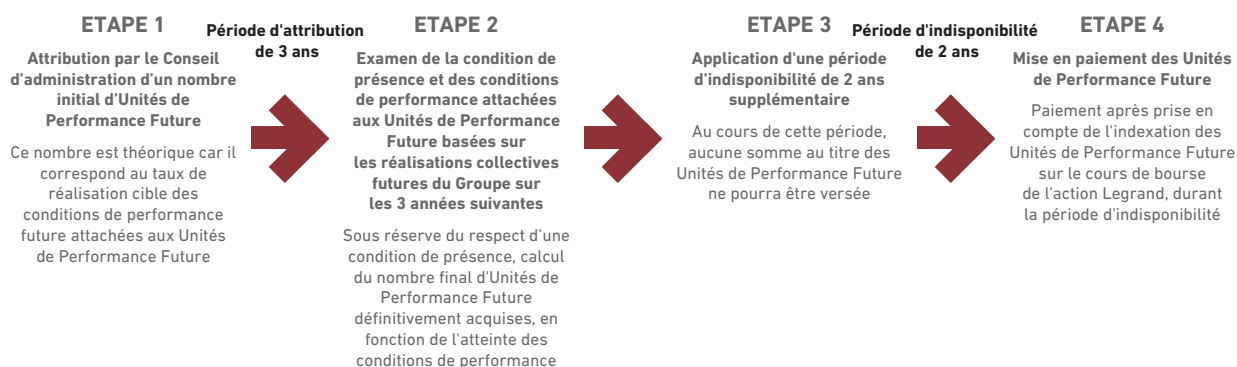 ETAPE 1
Attribution par le Conseil
d’administration d’un nombre
initial d’Unités de
Performance Future
Ce nombre est théorique car il
correspond au taux de
réalisation cible des
conditions de performance
future attachées aux Unités
de Performance Future
Période d'attribution
de 3 ans
ETAPE 2
Examen de la condition de
présence et des conditions
de performance attachées
aux Unités de Performance
Future basées sur
les réalisations collectives
futures du Groupe sur
les 3 années suivantes
Sous réserve du respect d’une
condition de présence, calcul
du nombre final d'Unités de
Performance Future
définitivement acquises, en
fonction de l'atteinte des
conditions de performance
ETAPE 3
Application d'une période
d’indisponibilité de 2 ans
supplémentaire
Au cours de cette période,
aucune somme au titre des
Unités de Performance Future
ne pourra être versée
Période d'indisponibilité
de 2 ans
ETAPE 4
Mise en paiement des Unités
de Performance Future
Paiement après prise en
compte de l'indexation des
Unités de Performance Future
sur le cours de bourse
de l'action Legrand, durant
la période d'indisponibilité